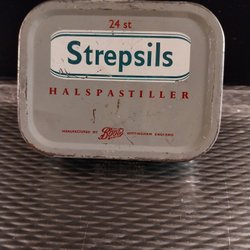 24 st
Strepsils
HALSPASTILLER
MANUFACTURED BY Boots NOTTINGHAM ENGLAND